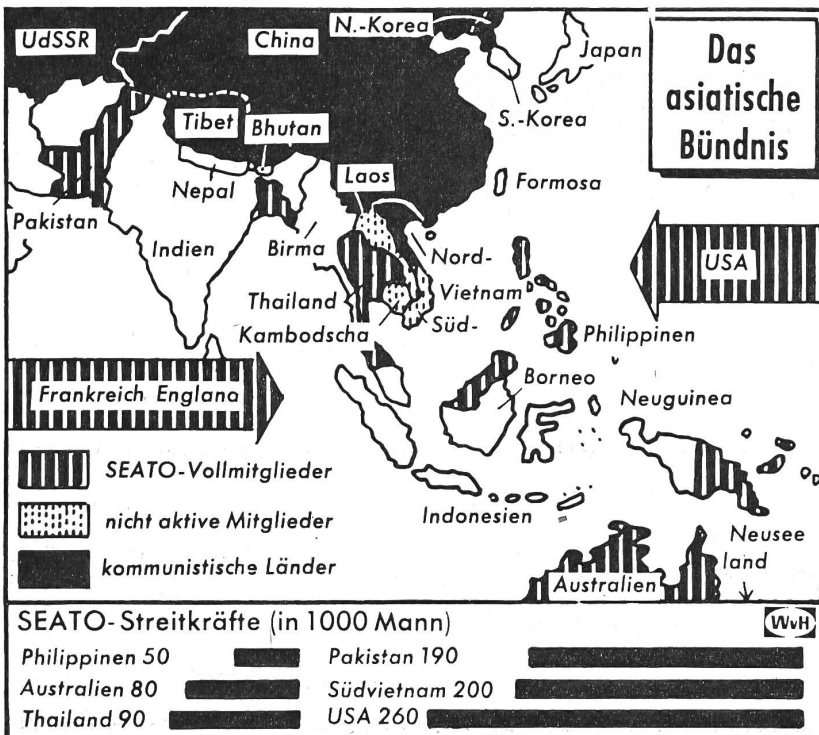 Das
asiatische
Bündnis
UdSSR
China
N.-Korea
Japan
S.-Korea
Tibet
Bhutan
Nepal
Laos
Formosa
Pakistan
Indien
Birma
Nord-
Vietnam
Süd-
USA
Thailand
Kambodscha
Philippinen
Frankreich England
Borneo
Neuguinea
SEATO-Vollmitglieder
nicht aktive Mitglieder
kommunistische Länder
Indonesien
Australien
Neusee
land
SEATO-Streitkräfte (in 1000 Mann)
WvH
Philippinen 50
Pakistan 190
Australien 80
Südvietnam 200
Thailand 90
USA 260